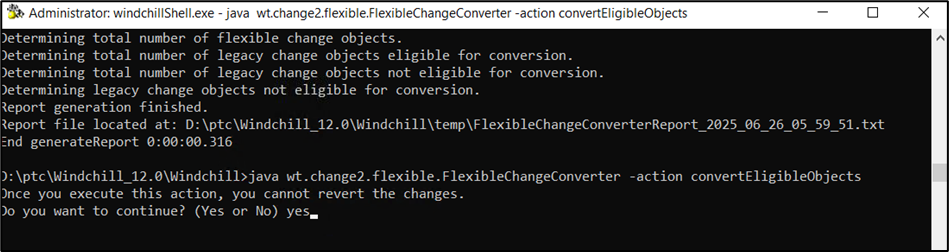 Administrator: windchillShell.exe - java  wt.change2.flexible.FlexibleChangeConverter -action convertEligibleObjects
Determining total number of flexible change objects.
Determining total number of legacy change objects eligible for conversion.
Determining total number of legacy change objects not eligible for conversion.
Determining legacy change objects not eligible for conversion.
Report generation finished.
Report file located at: D:\ptc\Windchill_12.0\Windchill\temp\FlexibleChangeConverterReport_2025_06_26_05_59_51.txt
End generateReport 0:00:00.316
D:\ptc\Windchill_12.0\Windchill>java wt.change2.flexible.FlexibleChangeConverter -action convertEligibleObjects
Once you execute this action, you cannot revert the changes.
Do you want to continue? (Yes or No) yes